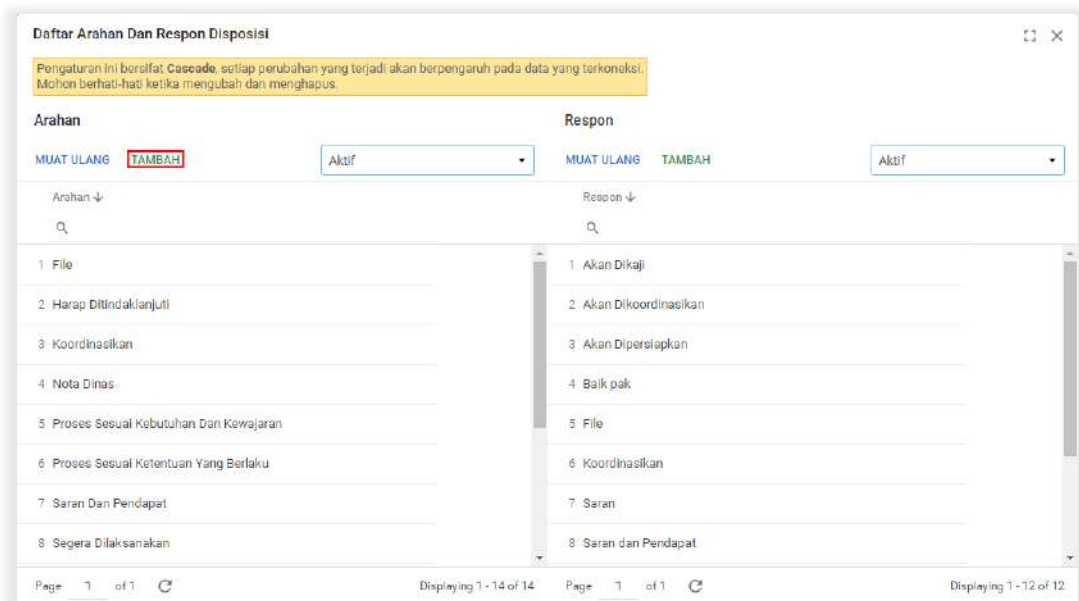 Daftar Arahan Dan Respon Disposisi
Pengaturan ini bersifat Cascade, setiap perubahan yang terjadi akan berpengaruh pada data yang terkoneksi.
Mohon berhati-hati ketika mengubah dan menghapus.
Arahan
MUAT ULANG TAMBAH Aktif
Arahan
1 File
2 Harap Ditindaklanjuti
3 Koordinasikan
4 Nota Dinas
5 Proses Sesuai Kebutuhan Dan Kewajaran
6 Proses Sesuai Ketentuan Yang Berlaku
7 Saran Dan Pendapat
8 Segera Dilaksanakan
Page 1 of 1 Displaying 1 - 14 of 14
Respon
MUAT ULANG TAMBAH Aktif
Respon
1 Akan Dikaji
2 Akan Dikoordinasikan
3 Akan Dipersiapkan
4 Baik pak
5 File
6 Koordinasikan
7 Saran
8 Saran dan Pendapat
Page 1 of 1 Displaying 1 - 12 of 12